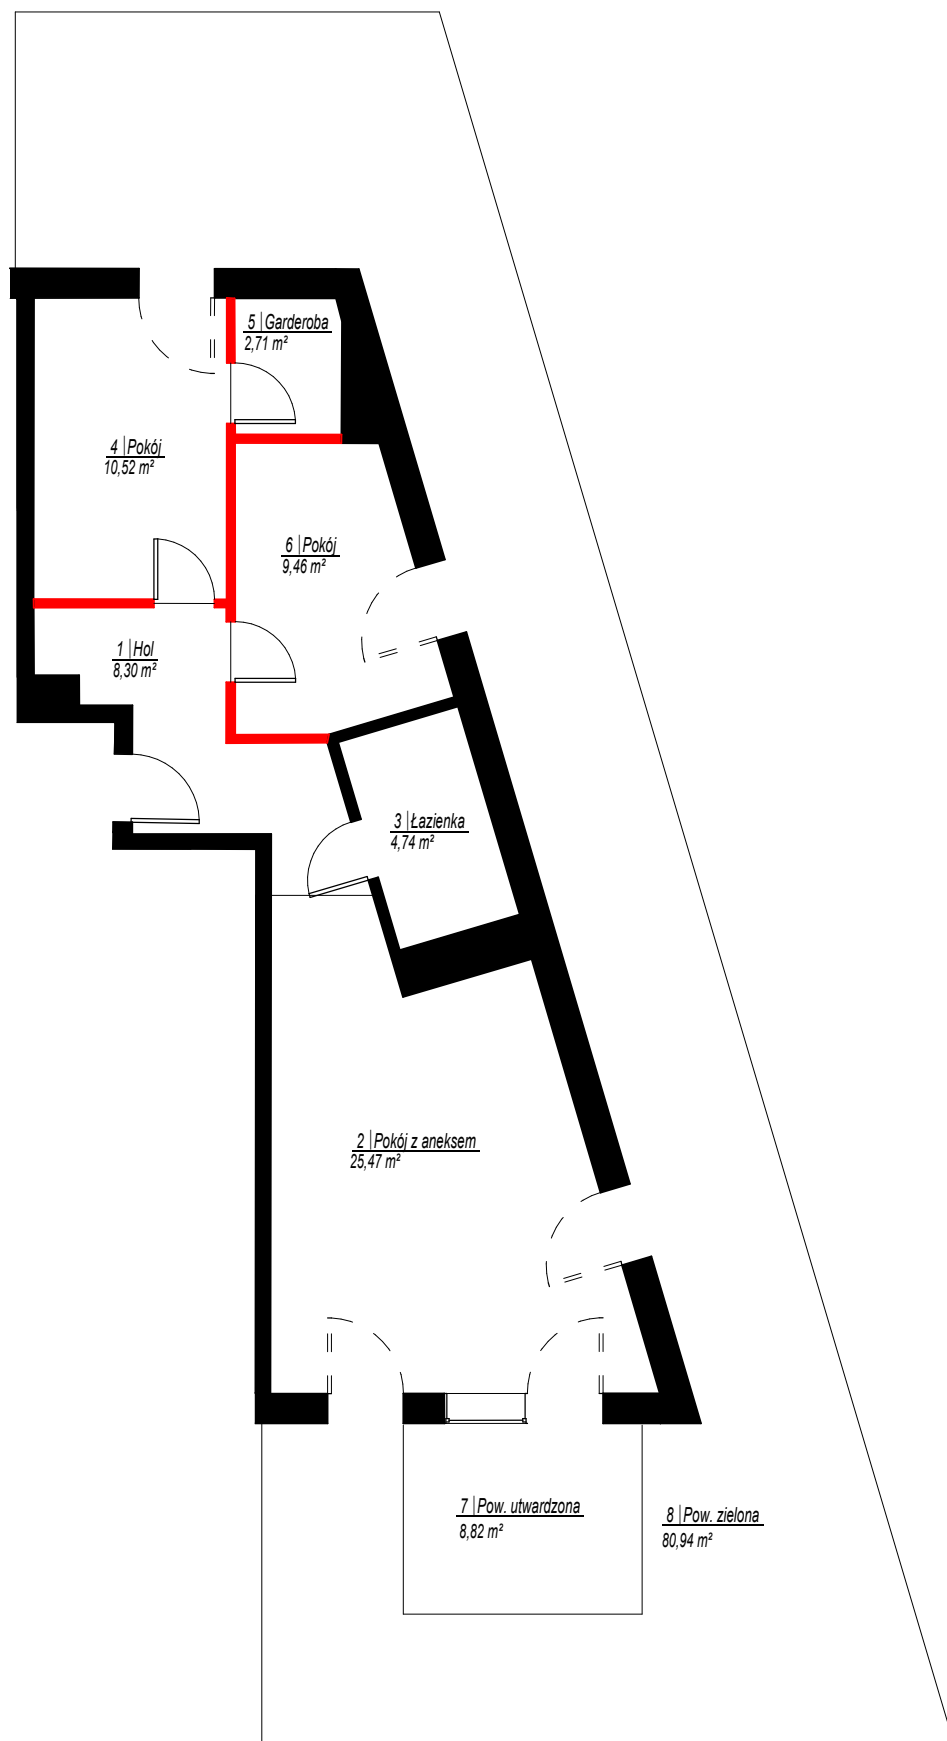 5 | Garderoba
2,71 m²
4 | Pokój
10,52 m²
6 | Pokój
9,46 m²
1 | Hol
8,30 m²
3 | Łazienka
4,74 m²
2 | Pokój z aneksem
25,47 m²
7 | Pow. utwardzona
8,82 m²
8 | Pow. zielona
80,94 m²